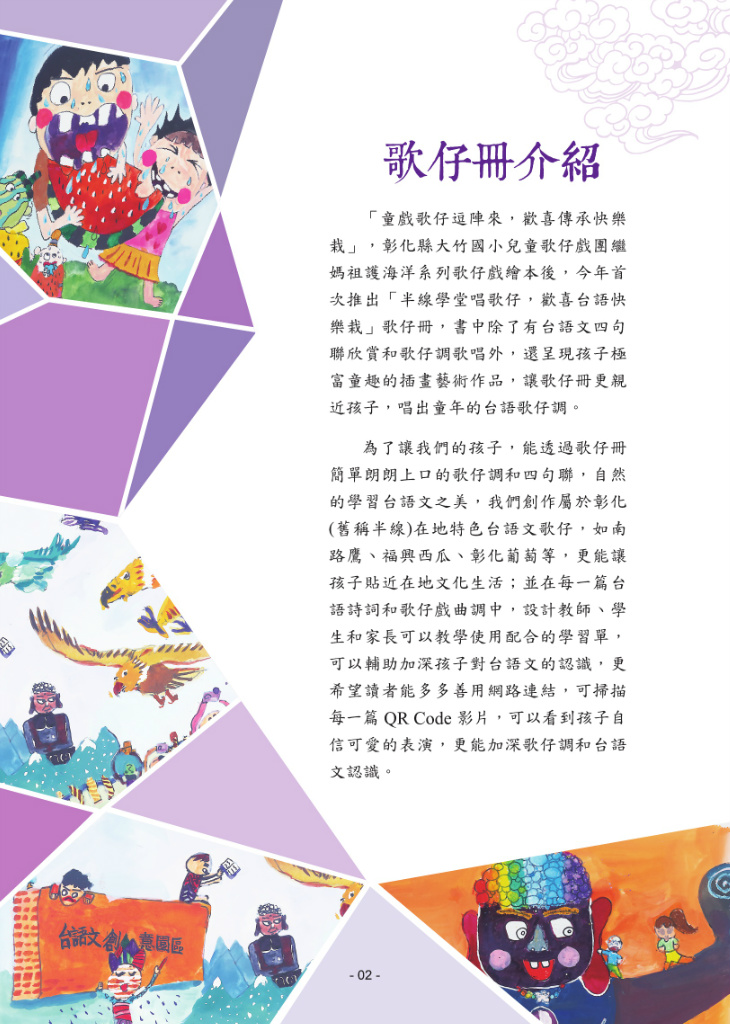 歌仔冊介紹
「童戲歌仔逗陣來，歡喜傳承快樂
栽」，彰化縣大竹國小兒童歌仔戲團繼
媽祖護海洋系列歌仔戲繪本後，今年首
次推出「半線學堂唱歌仔，歡喜台語快
樂栽」歌仔冊，書中除了有台語文四句
聯欣賞和歌仔調歌唱外，還呈現孩子極
富童趣的插畫藝術作品，讓歌仔冊更親
近孩子，唱出童年的台語歌仔調。
為了讓我們的孩子，能透過歌仔冊
簡單朗朗上口的歌仔調和四句聯，自然
的學習台語文之美，我們創作屬於彰化
(舊稱半線)在地特色台語文歌仔，如南
路鷹、福興西瓜、彰化葡萄等，更能讓
孩子貼近在地文化生活；並在每一篇台
語詩詞和歌仔戲曲調中，設計教師、學
生和家長可以教學使用配合的學習單，
可以輔助加深孩子對台語文的認識，更
希望讀者能多多善用網路連結，可掃描
每一篇 QR Code 影片，可以看到孩子自
信可愛的表演，更能加深歌仔調和台語
文認識。
台語文創意園區
- 02 -